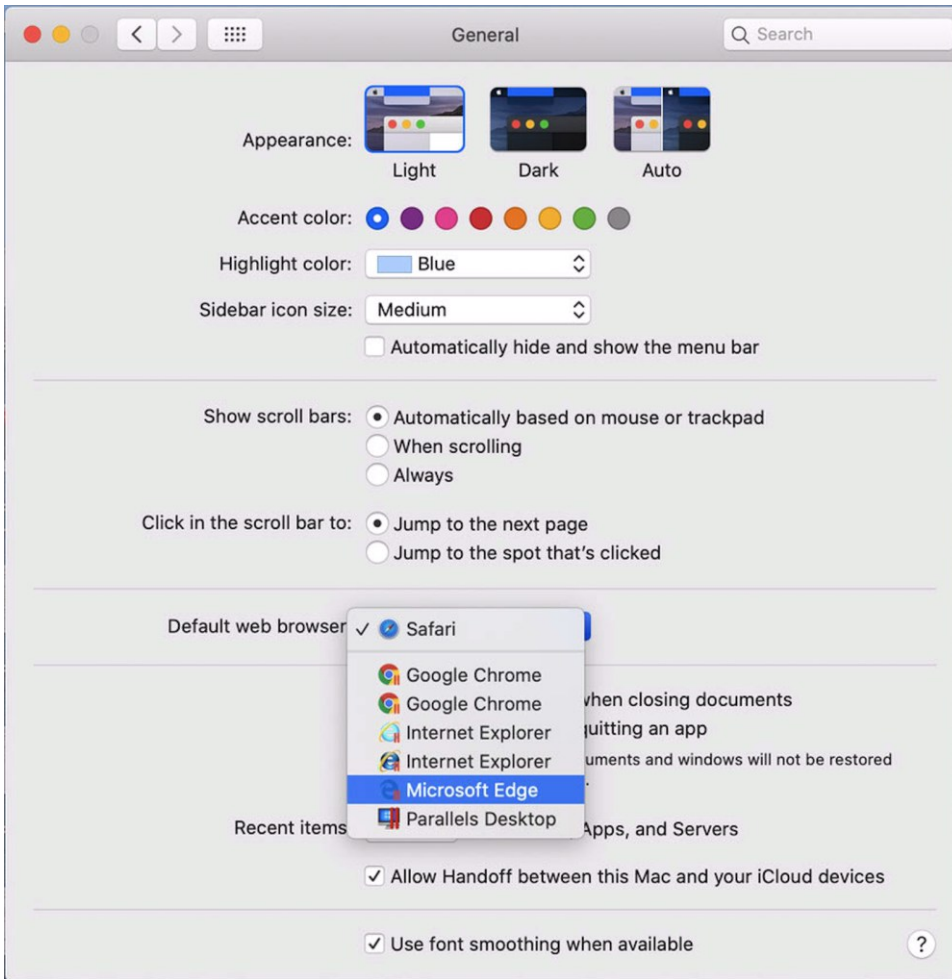 General
Search
Appearance:
Light
Dark
Auto
Accent color:
Highlight color:
Blue
Sidebar icon size:
Medium
Automatically hide and show the menu bar
Show scroll bars:
Automatically based on mouse or trackpad
When scrolling
Always
Click in the scroll bar to:
Jump to the next page
Jump to the spot that's clicked
Default web browser
Safari
Google Chrome
Google Chrome
when closing documents
Internet Explorer
quitting an app
Internet Explorer
uments and windows will not be restored
Microsoft Edge
Parallels Desktop
Recent items
Apps, and Servers
Allow Handoff between this Mac and your iCloud devices
Use font smoothing when available
?